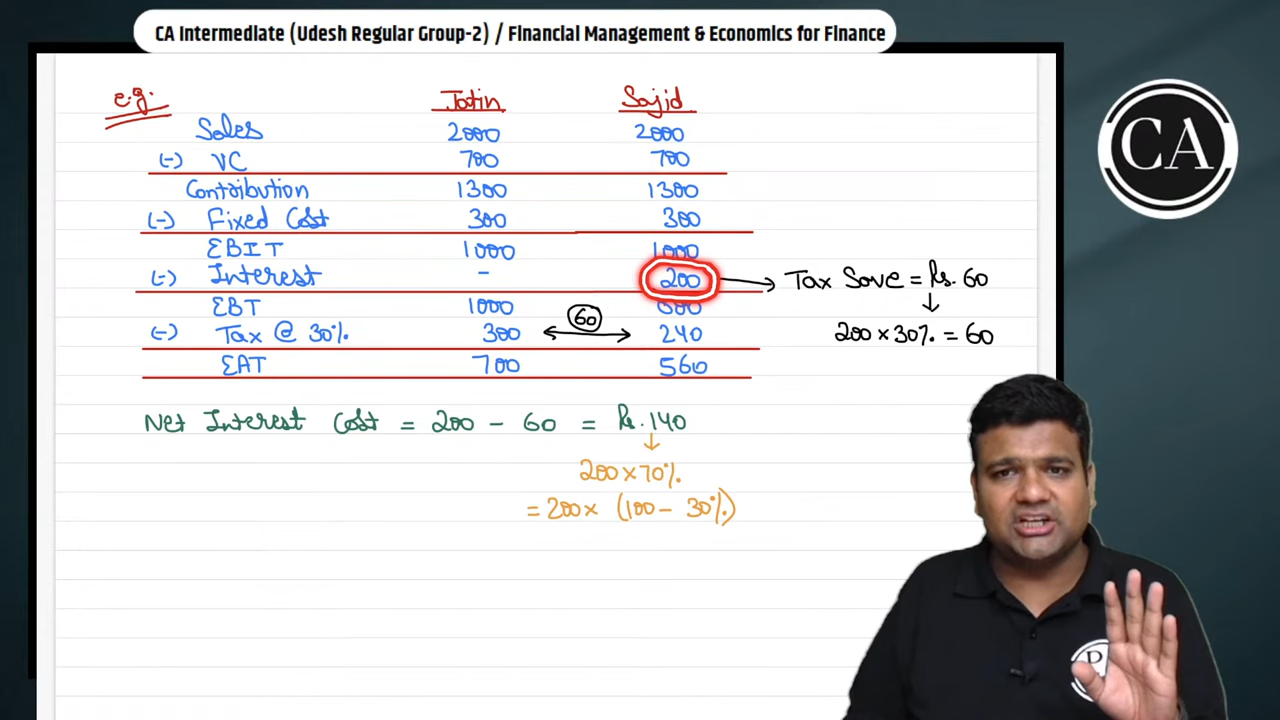 CA Intermediate (Udesh Regular Group-2) / Financial Management & Economics for Finance
CA
e.g. Jatin Sajid
Sales 2000 2000
(-) VC 700 700
Contribution 1300 1300
(-) Fixed Cost 300 300
EBIT 1000 1000
(-) Interest - 200 → Tax Save = Rs. 60
EBT 1000 800
200 × 30% = 60
(-) Tax @ 30% 300 60 240
EAT 700 560
Net Interest Cost = 200 - 60 = Rs. 140
200 × 70%
= 200 × (100 - 30%)
D